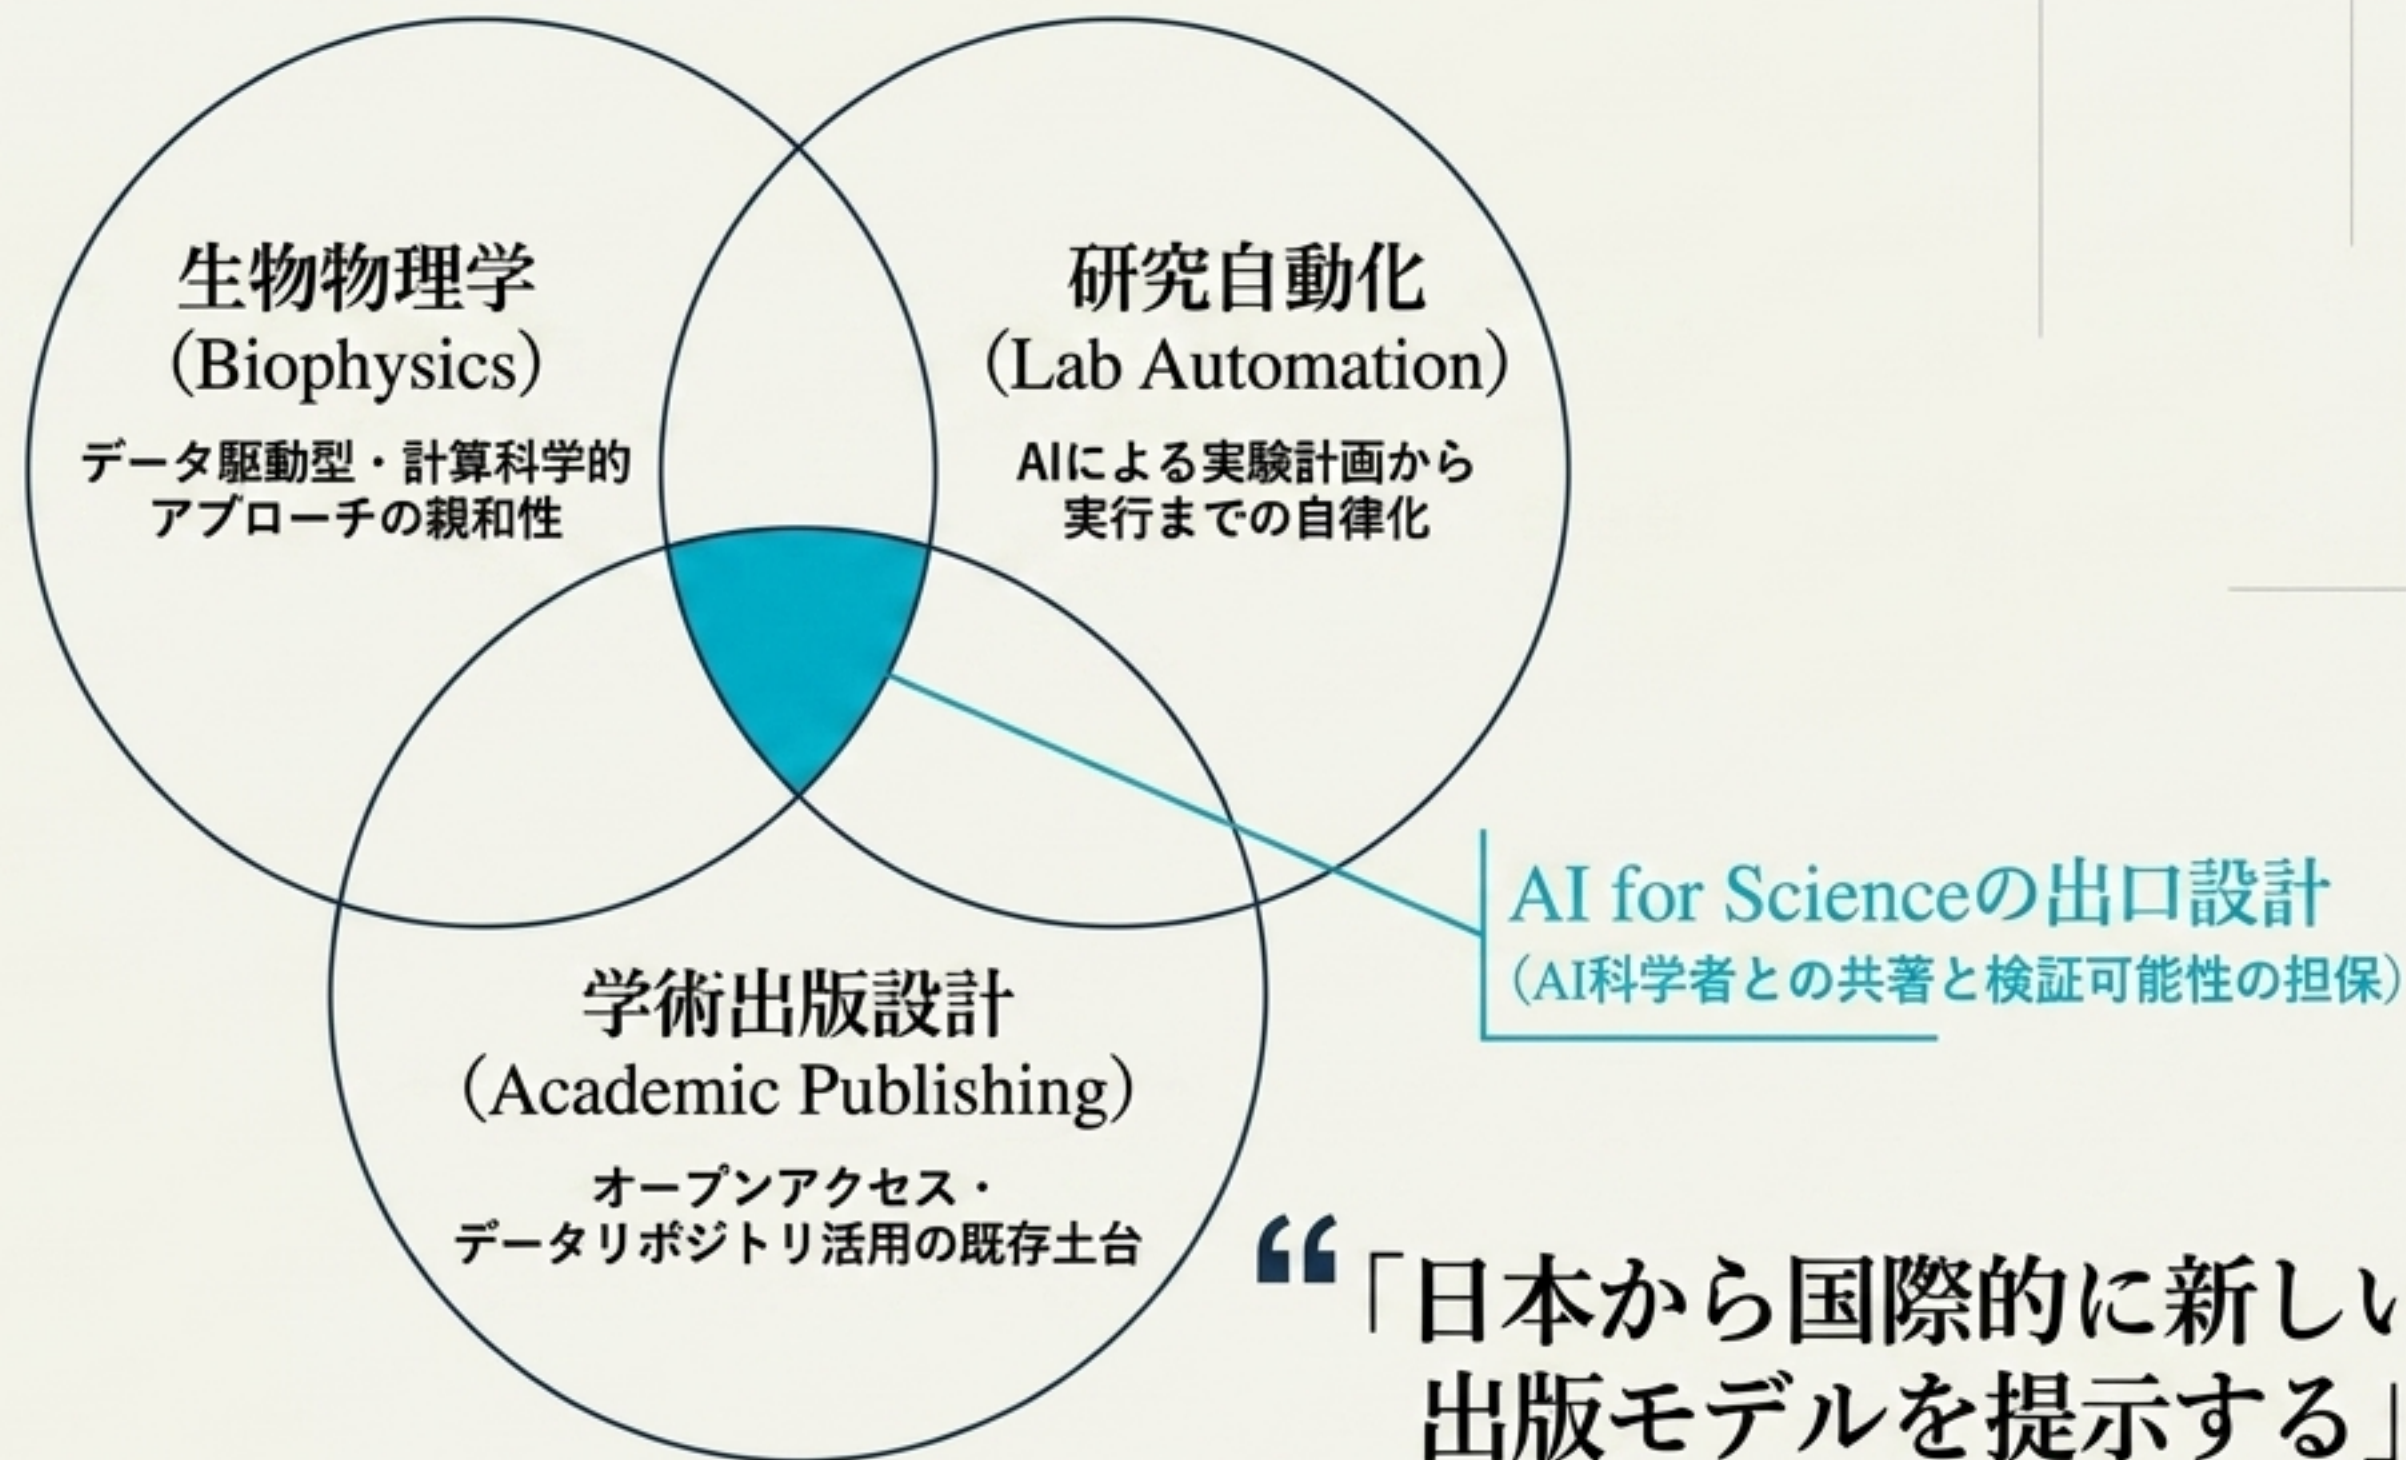 生物物理学
（Biophysics）
データ駆動型・計算科学的
アプローチの親和性
研究自動化
（Lab Automation）
AIによる実験計画から
実行までの自律化
学術出版設計
（Academic Publishing）
オープンアクセス・
データリポジトリ活用の既存土台
AI for Scienceの出口設計
（AI科学者との共著と検証可能性の担保）
“「日本から国際的に新しい
出版モデルを提示する」